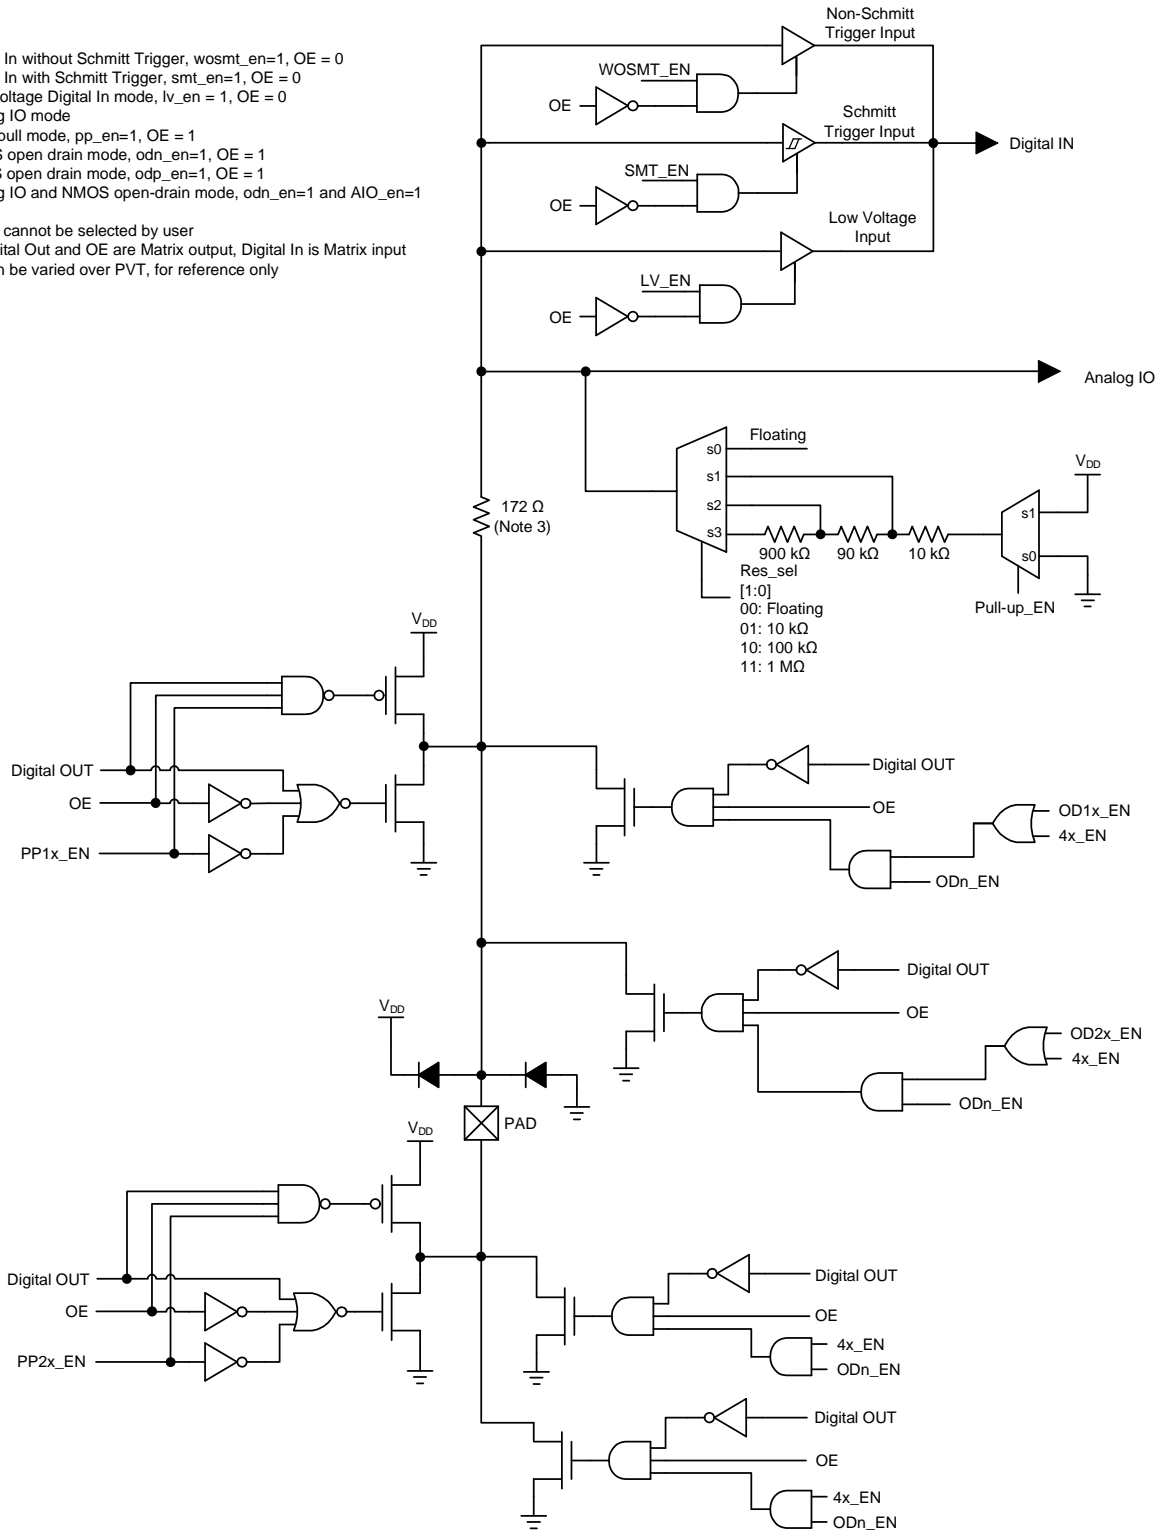 Non-Schmitt
Trigger Input
In without Schmitt Trigger, wosmt_en=1, OE = 0
In with Schmitt Trigger, smt_en=1, OE = 0
oltage Digital In mode, lv_en = 1, OE = 0
g IO mode
pull mode, pp_en=1, OE = 1
S open drain mode, odn_en=1, OE = 1
S open drain mode, odp_en=1, OE = 1
g IO and NMOS open-drain mode, odn_en=1 and AIO_en=1
cannot be selected by user
ital Out and OE are Matrix output, Digital In is Matrix input
n be varied over PVT, for reference only
WOSMT_EN
OE
Schmitt
Trigger Input
Digital IN
SMT_EN
OE
Low Voltage
Input
LV_EN
OE
Analog IO
Floating
s0
s1
s2
s3
VDD
s1
s0
172 Ω
(Note 3)
900 kΩ
90 kΩ
10 kΩ
Res_sel
[1:0]
00: Floating
01: 10 kΩ
10: 100 kΩ
11: 1 MΩ
Pull-up_EN
VDD
Digital OUT
OE
PP1x_EN
Digital OUT
OE
OD1x_EN
4x_EN
ODn_EN
Digital OUT
OE
OD2x_EN
4x_EN
ODn_EN
VDD
PAD
VDD
Digital OUT
OE
PP2x_EN
Digital OUT
OE
4x_EN
ODn_EN
Digital OUT
OE
4x_EN
ODn_EN